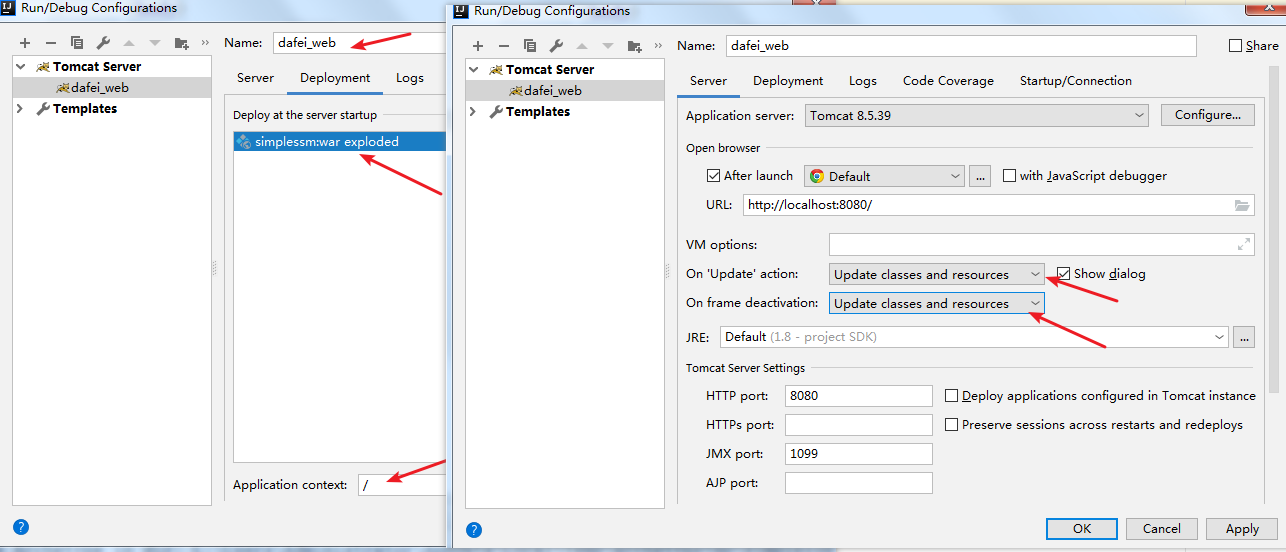 Run/Debug Configurations
Name: dafei_web
Tomcat Server
dafei_web
Templates
Server Deployment Logs
Deploy at the server startup
simplessm:war exploded
Application context: /
Run/Debug Configurations
Name: dafei_web Share
Tomcat Server
dafei_web
Templates
Server Deployment Logs Code Coverage Startup/Connection
Application server: Tomcat 8.5.39 Configure...
Open browser
After launch Default ... with JavaScript debugger
URL: http://localhost:8080/
VM options:
On 'Update' action: Update classes and resources Show dialog
On frame deactivation: Update classes and resources
JRE: Default (1.8 - project SDK) ...
Tomcat Server Settings
HTTP port: 8080 Deploy applications configured in Tomcat instance
HTTPs port: Preserve sessions across restarts and redeploys
JMX port: 1099
AJP port:
OK Cancel Apply